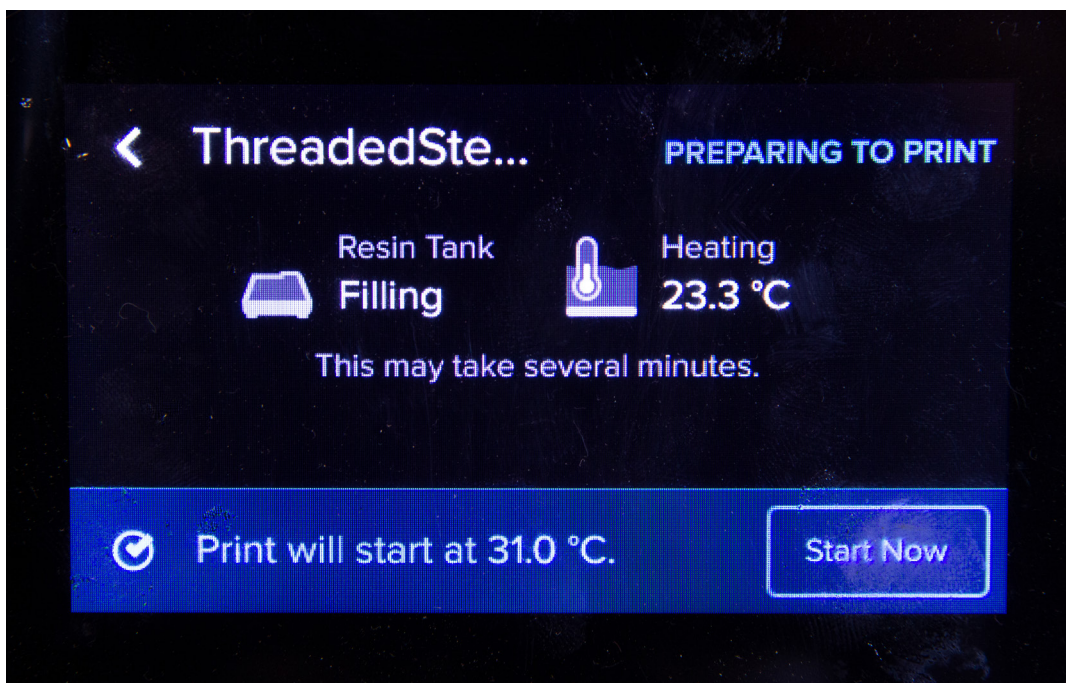 ThreadedSte...
PREPARING TO PRINT
Resin Tank
Filling
Heating
23.3 °C
This may take several minutes.
Print will start at 31.0 °C.
Start Now